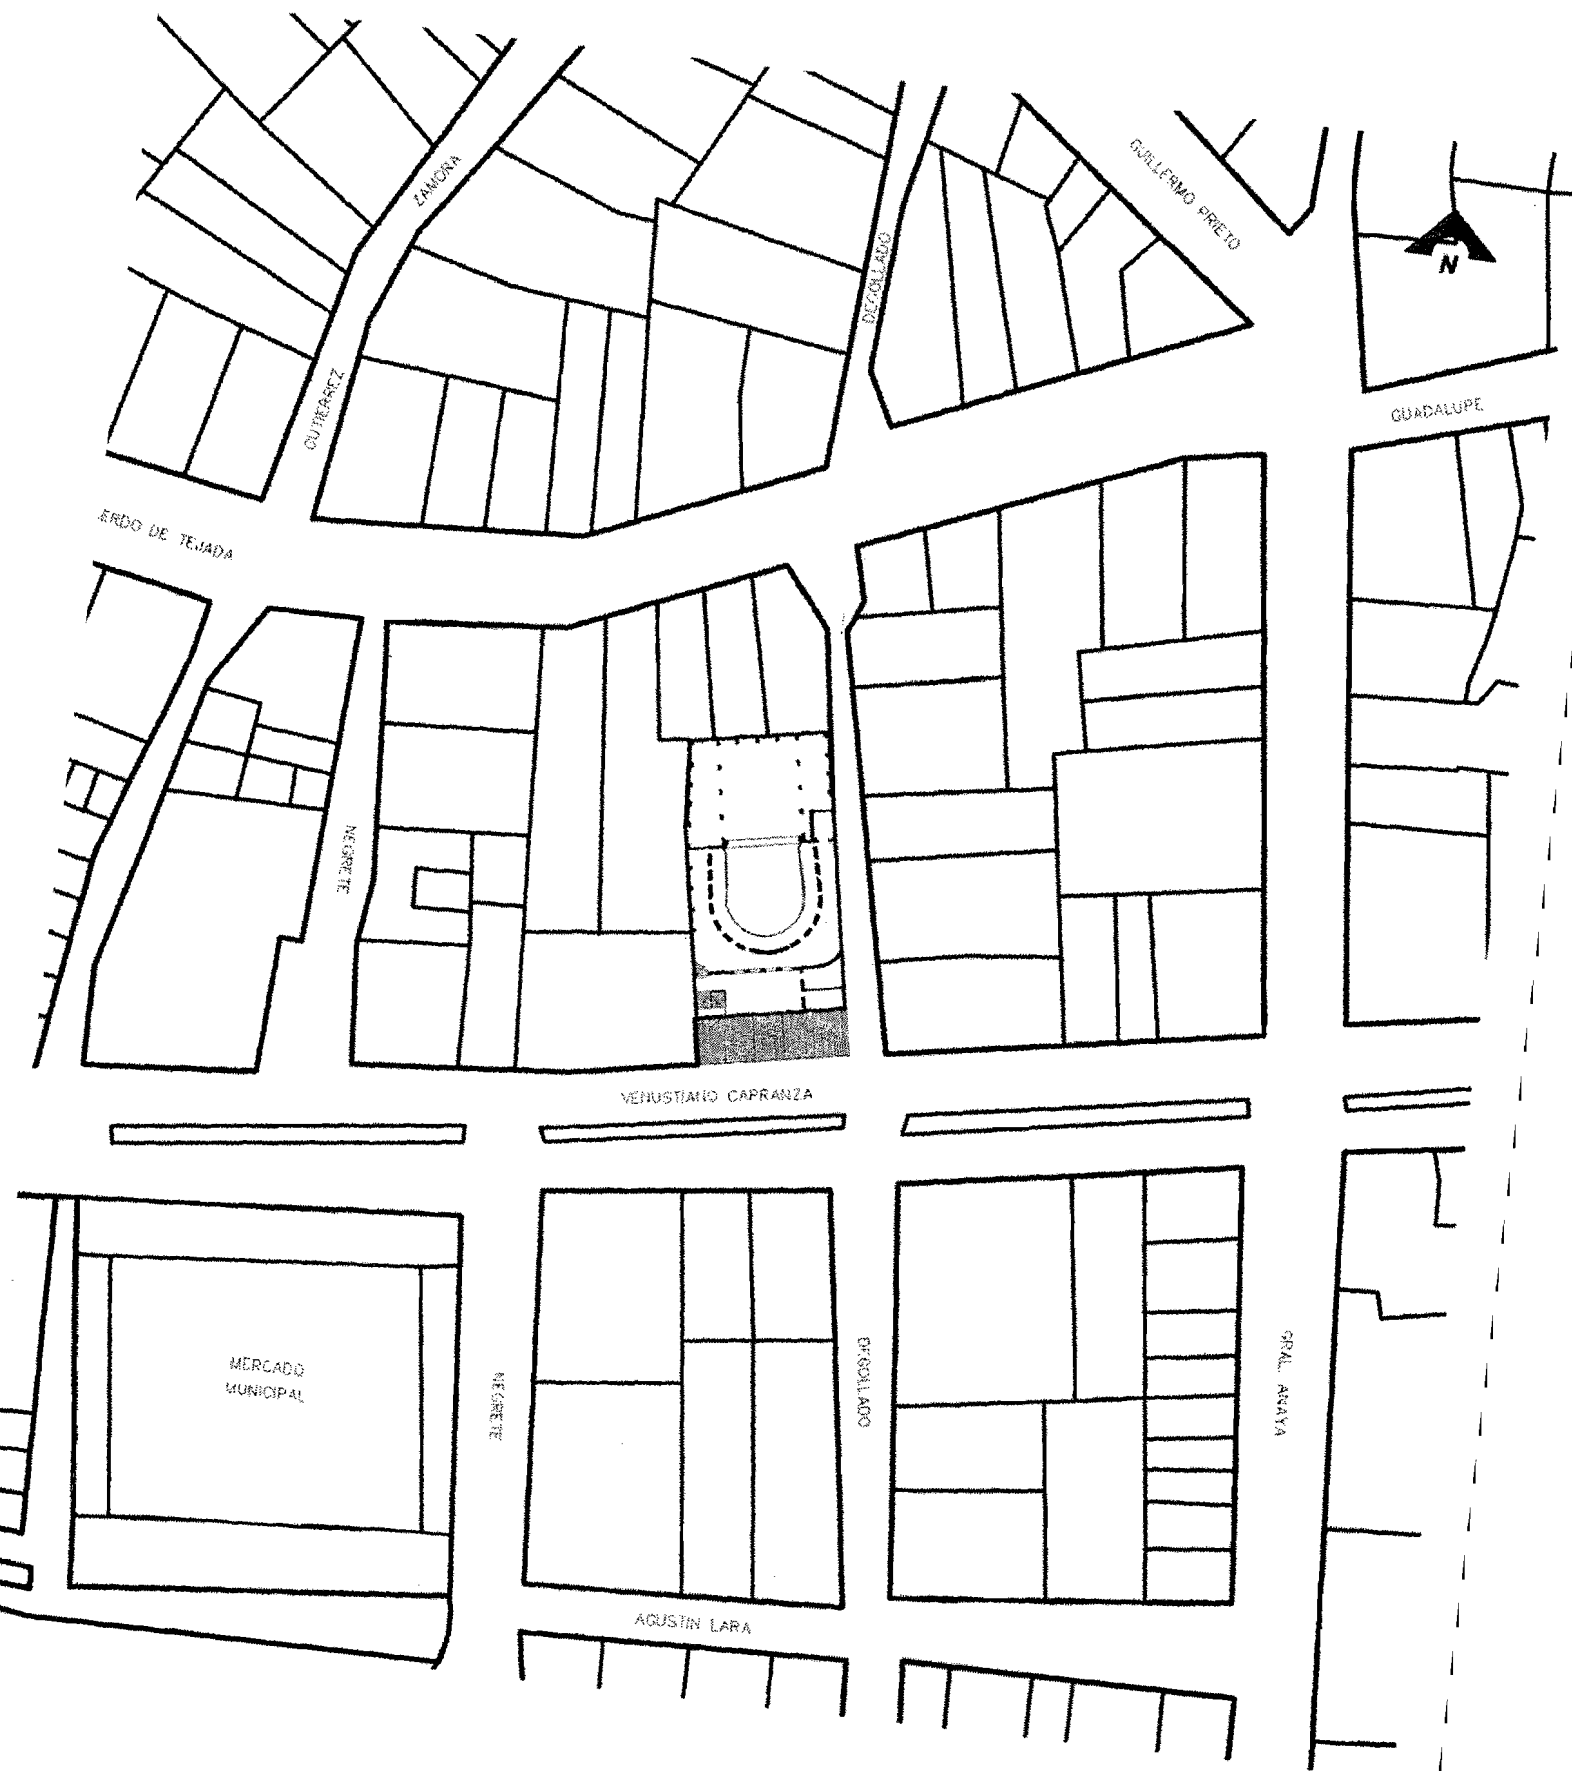 ZAMORA
GUILLERMO PRIETO
N
DEGOLLADO
GUTIERREZ
GUADALUPE
ERDO DE TEJADA
NEGRETE
VENUSTIANO CARRANZA
MERCADO
MUNICIPAL
NEGRETE
DEGOLLADO
GRAL. ANAYA
AGUSTIN LARA